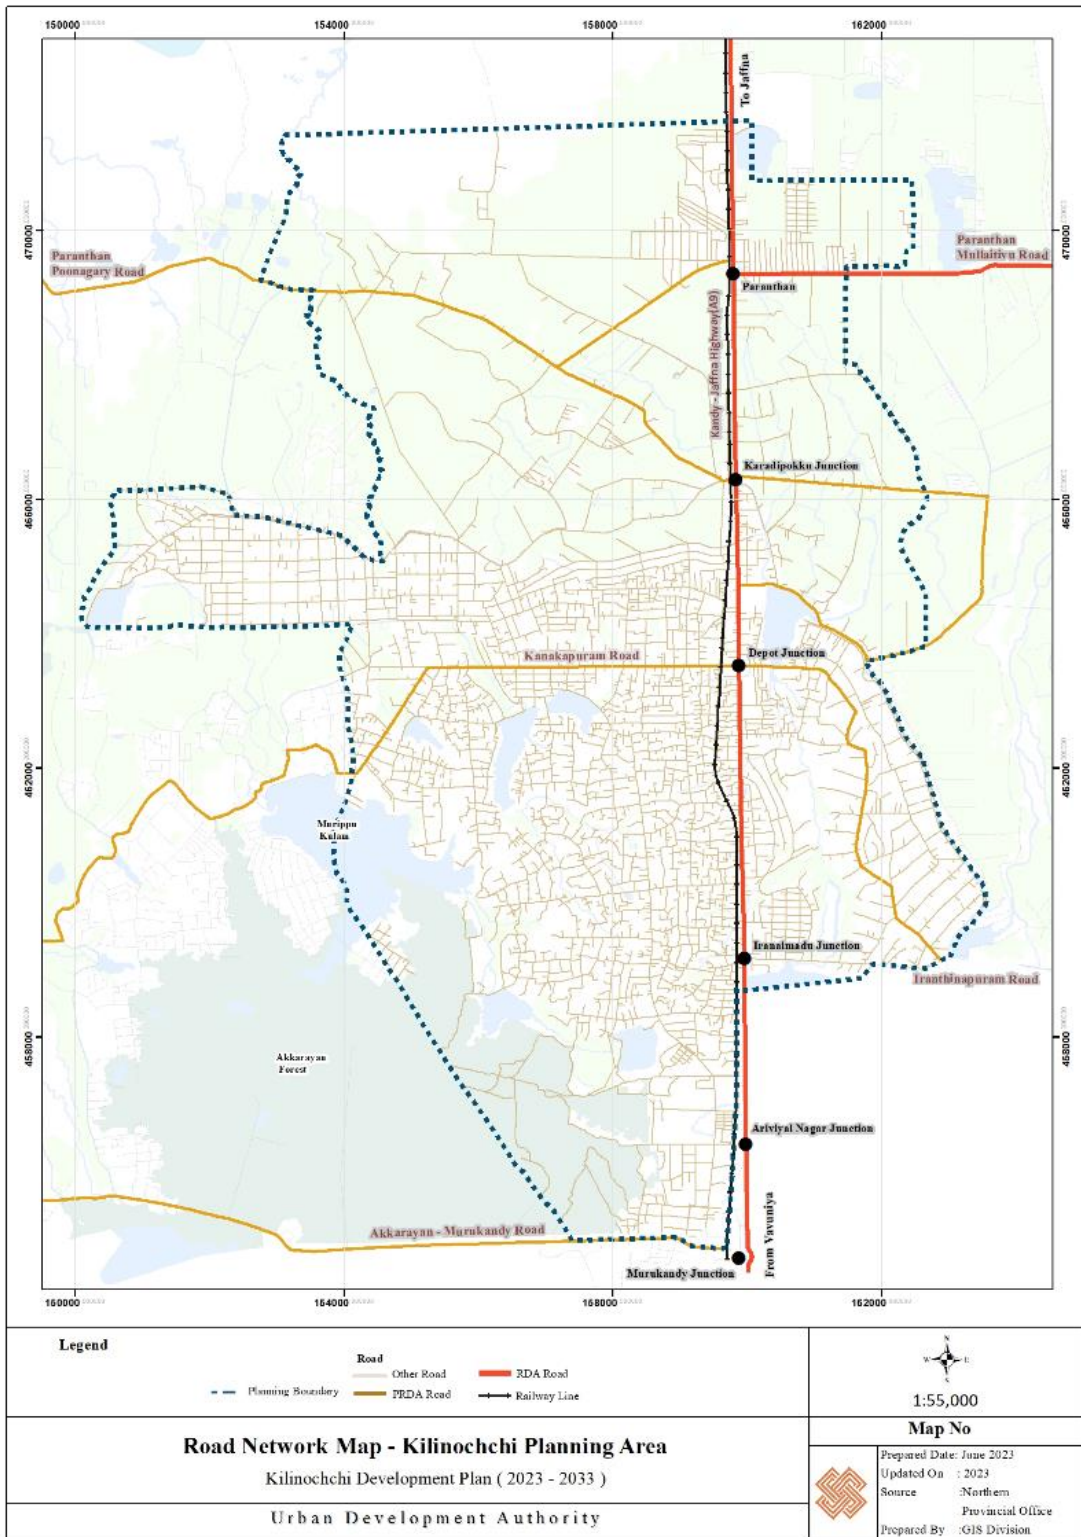 150000
154000
158000
162000
To Jaffna
470000
470000
Paranthan
Poonagary Road
Paranthan
Mullaitivu Road
Paranthan
Kandy - Jaffna Highway(A9)
Karadipokku Junction
466000
466000
Kanakapuram Road
Depot Junction
462000
462000
Murippu
Kulam
Iranaimadu Junction
Iranthinapuram Road
458000
458000
Akkarayan
Forest
Ariviyal Nagar Junction
Akkarayan - Murukandy Road
From Vavuniya
Murukandy Junction
150000
154000
158000
162000
Legend
Road
Other Road
RDA Road
Planning Boundary
PRDA Road
Railway Line
N
W
E
S
1:55,000
Road Network Map - Kilinochchi Planning Area
Kilinochchi Development Plan ( 2023 - 2033 )
Urban Development Authority
Map No
Prepared Date: June 2023
Updated On : 2023
Source :Northern
Provincial Office
Prepared By :GIS Division